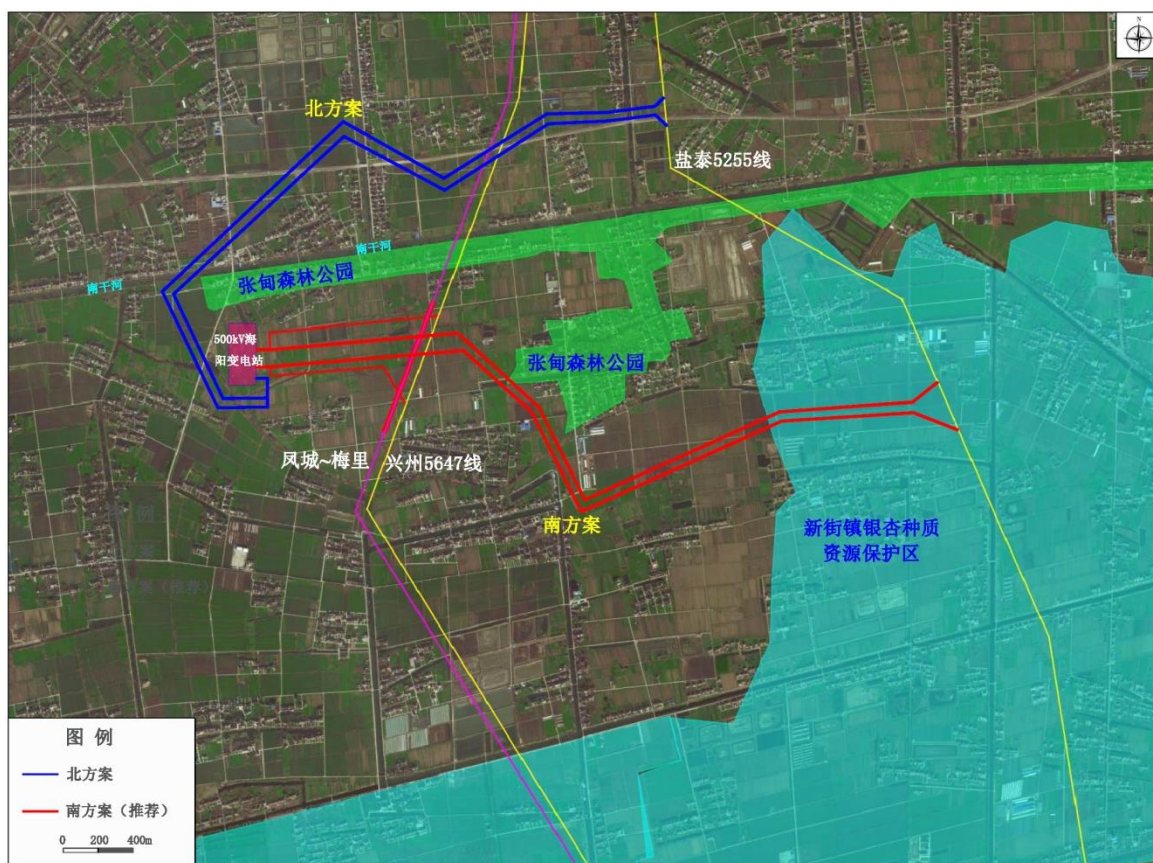 N
北方案
盐泰5255线
南干河
张甸森林公园
南干河
500kV海
阳变电站
张甸森林公园
凤城~梅里
兴州5647线
南方案
新街镇银杏种质
资源保护区
图 例
北方案
南方案（推荐）
0 200 400m